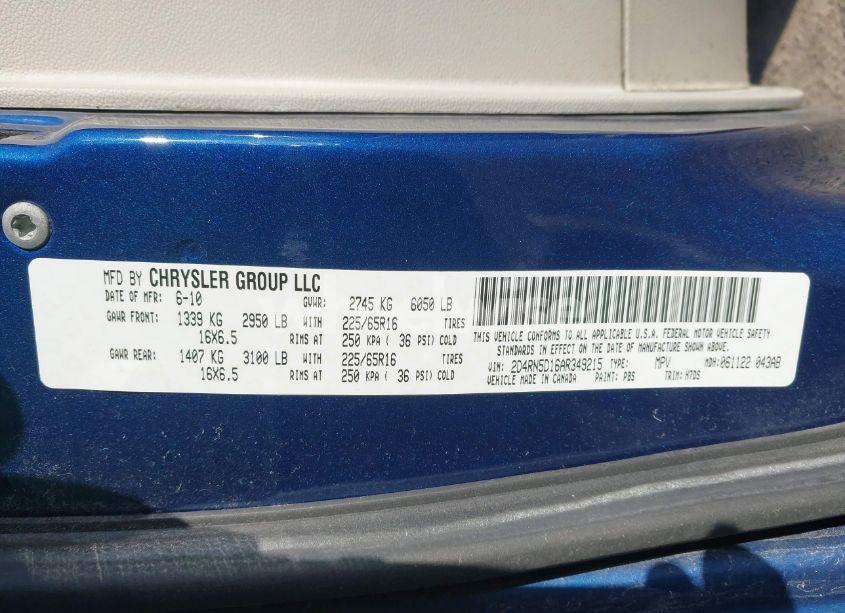 MFD BY CHRYSLER GROUP LLC
DATE OF MFR: 6-10 GVWR: 2745 KG 6050 LB
GAWR FRONT: 1339 KG 2950 LB WITH 225/65R16 TIRES
16X6.5 RIMS AT 250 KPA ( 36 PSI) COLD
GAWR REAR: 1407 KG 3100 LB WITH 225/65R16 TIRES
16X6.5 RIMS AT 250 KPA ( 36 PSI) COLD
THIS VEHICLE CONFORMS TO ALL APPLICABLE U.S.A. FEDERAL MOTOR VEHICLE SAFETY
STANDARDS IN EFFECT ON THE DATE OF MANUFACTURE SHOWN ABOVE.
VIN: 2D4RN5D16AR349215 TYPE: MPV MDH:061122 043AB
VEHICLE MADE IN CANADA PAINT: PBS TRIM: H7DS